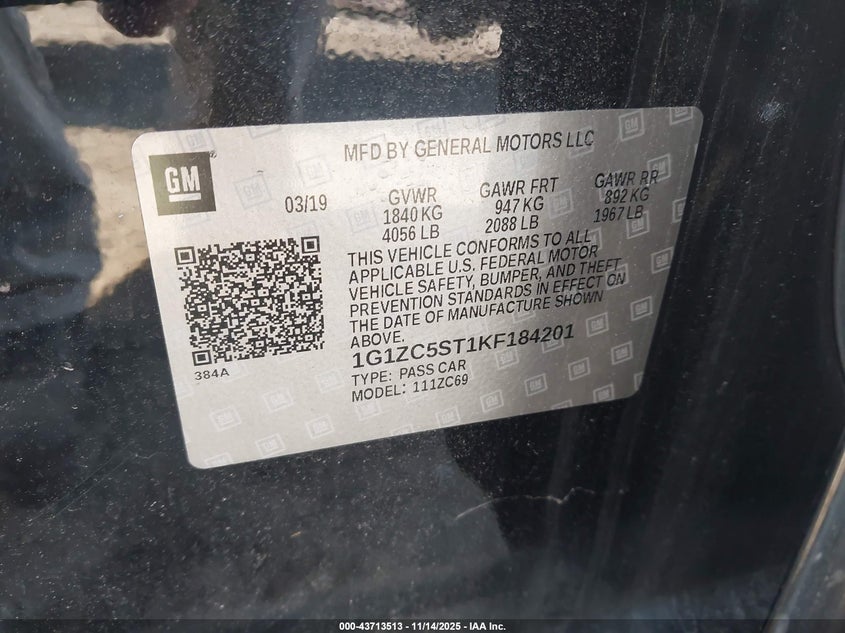 MFD BY GENERAL MOTORS LLC
GM
03/19
GVWR GAWR FRT GAWR RR
1840 KG 947 KG 892 KG
4056 LB 2088 LB 1967 LB
THIS VEHICLE CONFORMS TO ALL
APPLICABLE U.S. FEDERAL MOTOR
VEHICLE SAFETY, BUMPER, AND THEFT
PREVENTION STANDARDS IN EFFECT ON
THE DATE OF MANUFACTURE SHOWN
ABOVE.
1G1ZC5ST1KF184201
384A
TYPE: PASS CAR
MODEL: 111ZC69
000-43713513 - 11/14/2025 - IAA Inc.